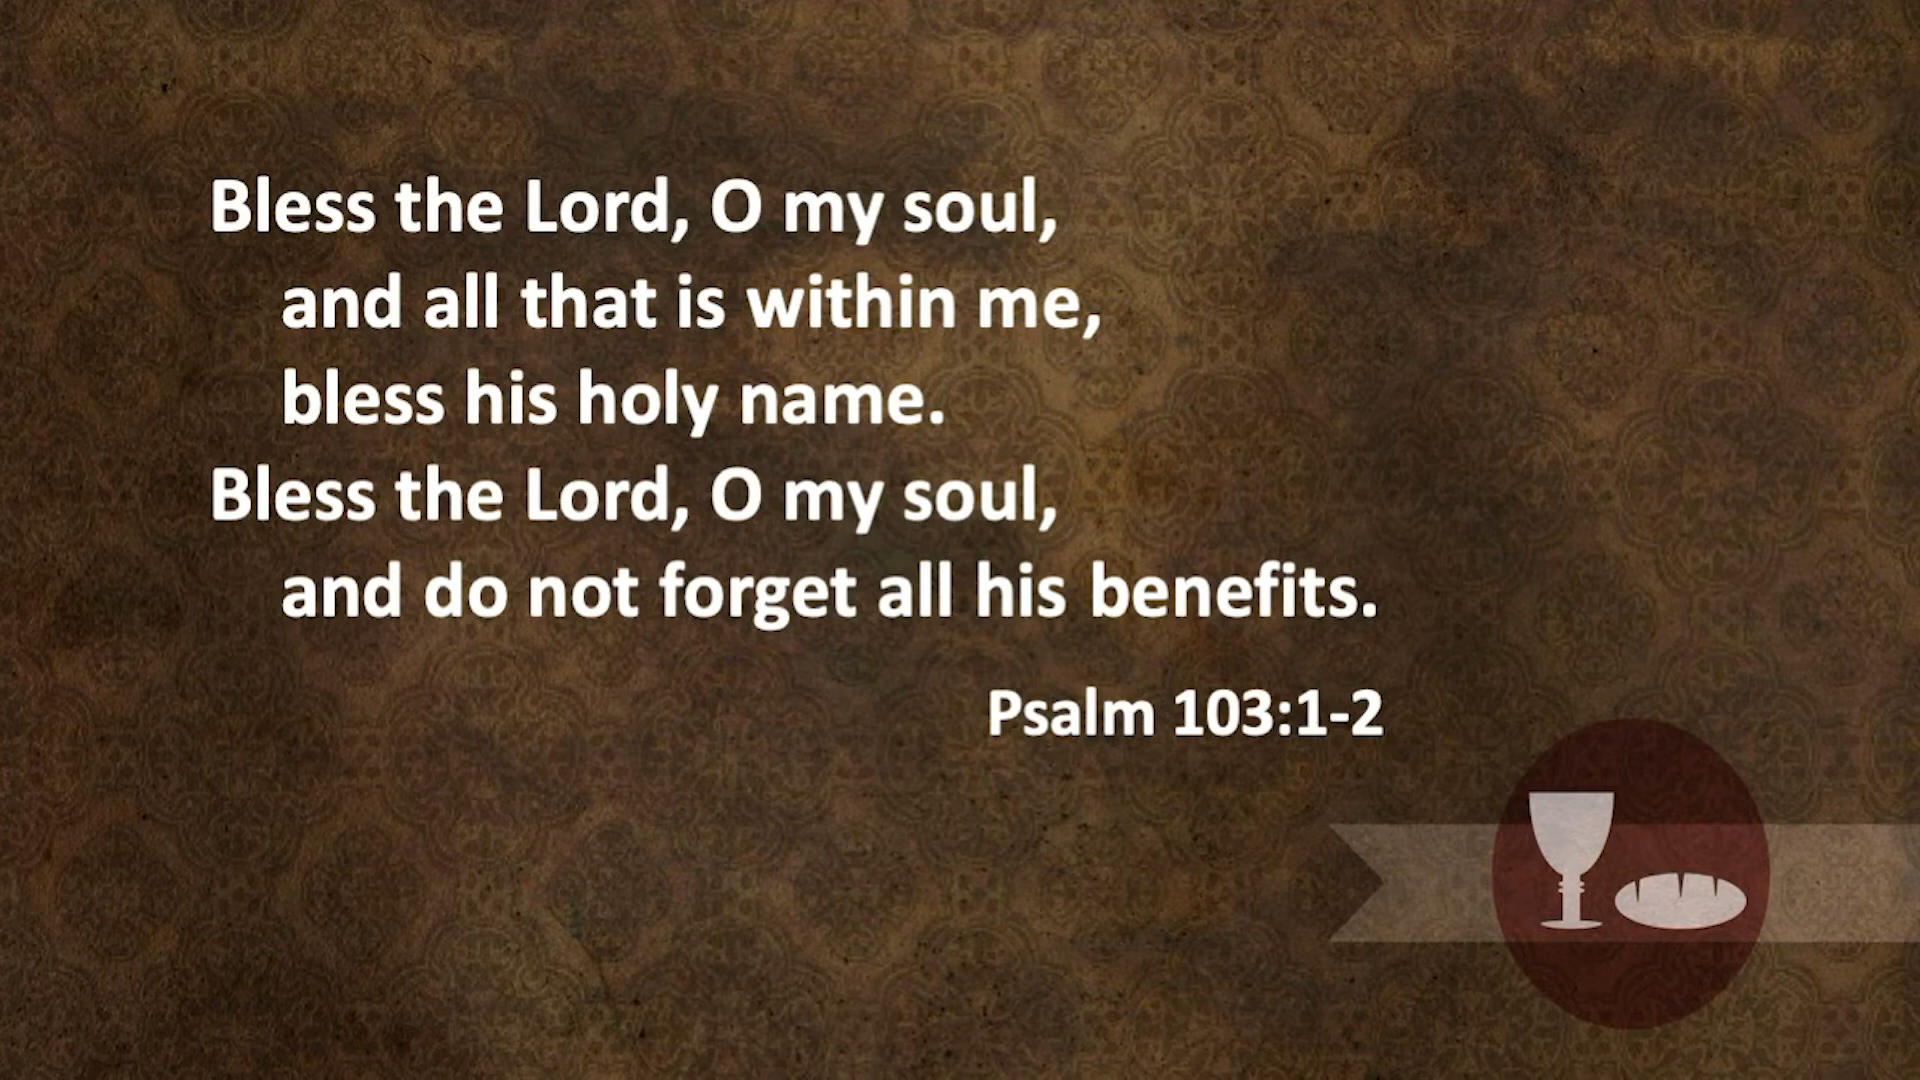 Bless the Lord, O my soul,
and all that is within me,
bless his holy name.
Bless the Lord, O my soul,
and do not forget all his benefits.
Psalm 103:1-2